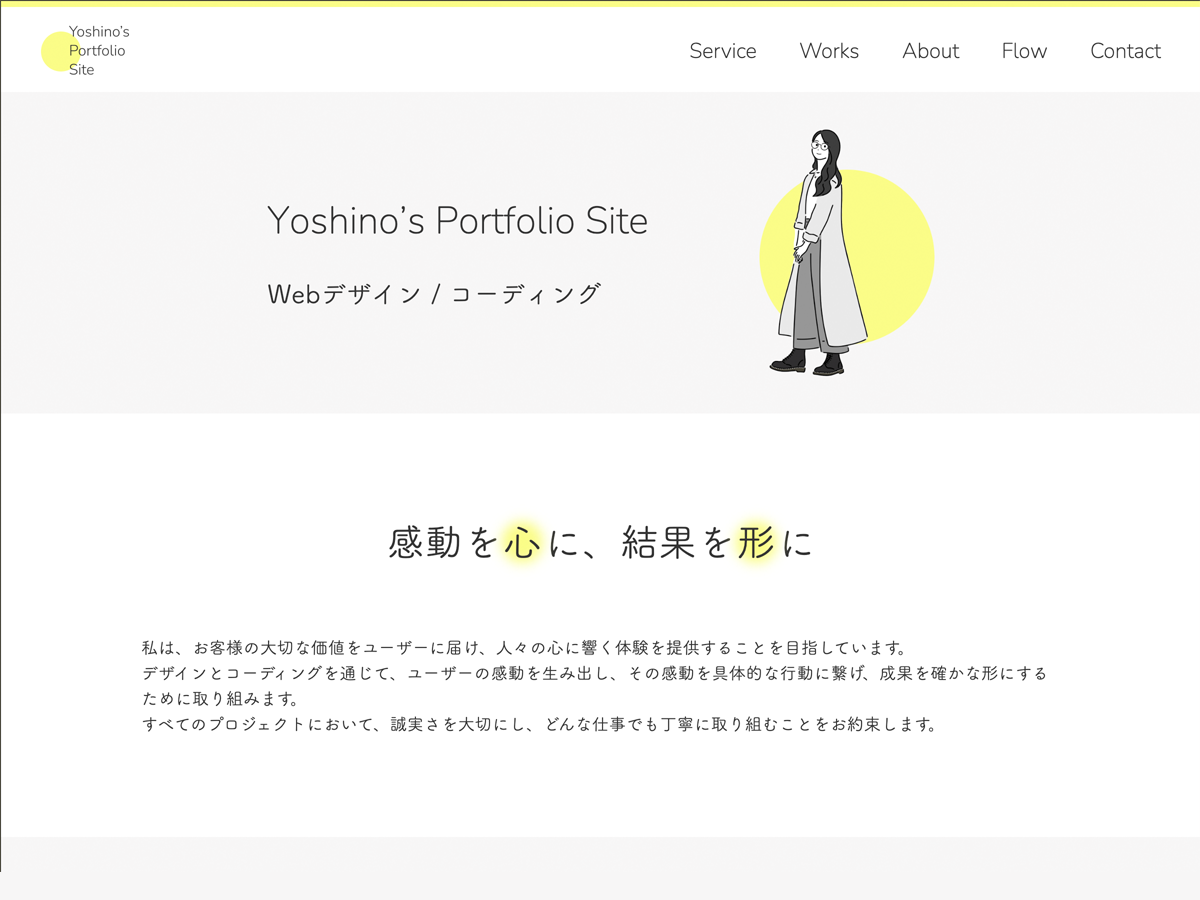 Yoshino's
Portfolio
Site
Service
Works
About
Flow
Contact
Yoshino's Portfolio Site
Webデザイン / コーディング
感動を心に、結果を形に
私は、お客様の大切な価値をユーザーに届け、人々の心に響く体験を提供することを目指しています。
デザインとコーディングを通じて、ユーザーの感動を生み出し、その感動を具体的な行動に繋げ、成果を確かな形にする
ために取り組みます。
すべてのプロジェクトにおいて、誠実さを大切にし、どんな仕事でも丁寧に取り組むことをお約束します。